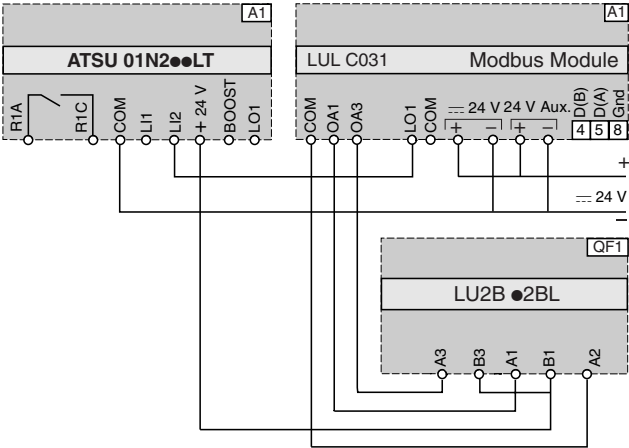 A1
ATSU 01N2●●LT
R1A
R1C
COM
LI1
LI2
+ 24 V
BOOST
LO1
A1
LUL C031 Modbus Module
COM
OA1
OA3
LO1
COM
⎓ 24 V 24 V Aux.
+ – + –
D(B)
D(A)
Gnd
4 5 8
+
⎓ 24 V
–
QF1
LU2B ●2BL
A3
B3
A1
B1
A2